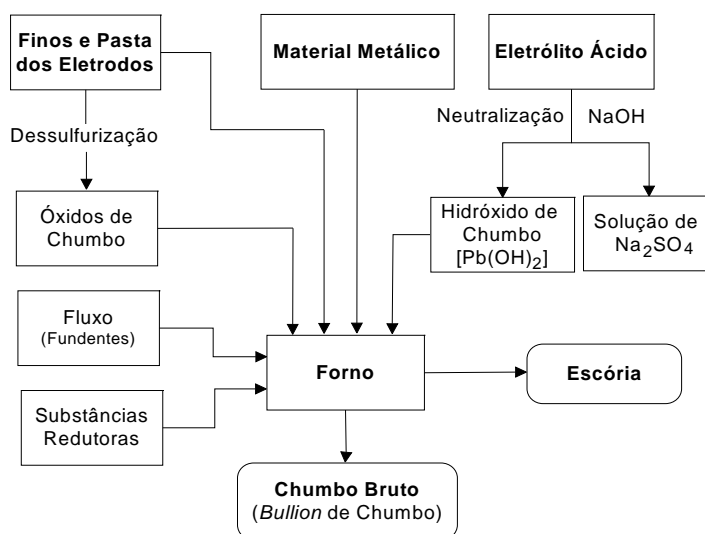 Finos e Pasta
dos Eletrodos
Material Metálico
Eletrólito Ácido
Dessulfurização
Neutralização
NaOH
Óxidos de
Chumbo
Hidróxido de
Chumbo
[Pb(OH)₂]
Solução de
Na₂SO₄
Fluxo
(Fundentes)
Forno
Escória
Substâncias
Redutoras
Chumbo Bruto
(Bullion de Chumbo)